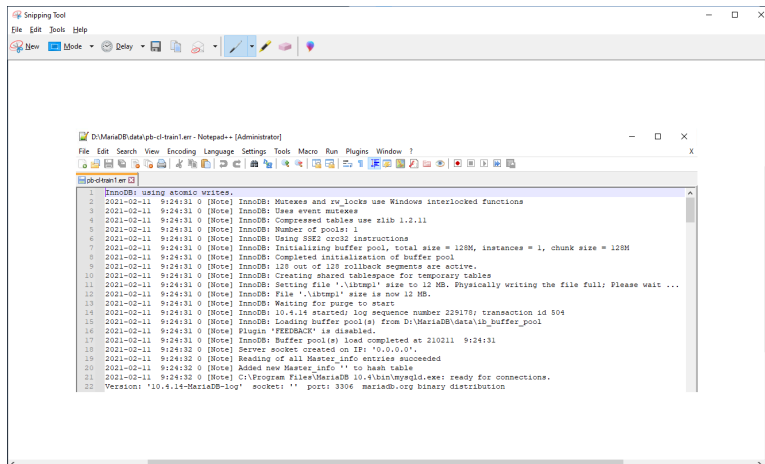 Snipping Tool
File Edit Tools Help
New Mode Delay
D:\MariaDB\data\pb-cl-train1.err - Notepad++ [Administrator]
File Edit Search View Encoding Language Settings Tools Macro Run Plugins Window ? X
pb-cl-train1.err
1 InnoDB: using atomic writes.
2 2021-02-11 9:24:31 0 [Note] InnoDB: Mutexes and rw_locks use Windows interlocked functions
3 2021-02-11 9:24:31 0 [Note] InnoDB: Uses event mutexes
4 2021-02-11 9:24:31 0 [Note] InnoDB: Compressed tables use zlib 1.2.11
5 2021-02-11 9:24:31 0 [Note] InnoDB: Number of pools: 1
6 2021-02-11 9:24:31 0 [Note] InnoDB: Using SSE2 crc32 instructions
7 2021-02-11 9:24:31 0 [Note] InnoDB: Initializing buffer pool, total size = 128M, instances = 1, chunk size = 128M
8 2021-02-11 9:24:31 0 [Note] InnoDB: Completed initialization of buffer pool
9 2021-02-11 9:24:31 0 [Note] InnoDB: 128 out of 128 rollback segments are active.
10 2021-02-11 9:24:31 0 [Note] InnoDB: Creating shared tablespace for temporary tables
11 2021-02-11 9:24:31 0 [Note] InnoDB: Setting file '.\ibtmp1' size to 12 MB. Physically writing the file full; Please wait ...
12 2021-02-11 9:24:31 0 [Note] InnoDB: File '.\ibtmp1' size is now 12 MB.
13 2021-02-11 9:24:31 0 [Note] InnoDB: Waiting for purge to start
14 2021-02-11 9:24:31 0 [Note] InnoDB: 10.4.14 started; log sequence number 229178; transaction id 504
15 2021-02-11 9:24:31 0 [Note] InnoDB: Loading buffer pool(s) from D:\MariaDB\data\ib_buffer_pool
16 2021-02-11 9:24:31 0 [Note] Plugin 'FEEDBACK' is disabled.
17 2021-02-11 9:24:31 0 [Note] InnoDB: Buffer pool(s) load completed at 210211 9:24:31
18 2021-02-11 9:24:32 0 [Note] Server socket created on IP: '0.0.0.0'.
19 2021-02-11 9:24:32 0 [Note] Reading of all Master_info entries succeeded
20 2021-02-11 9:24:32 0 [Note] Added new Master_info '' to hash table
21 2021-02-11 9:24:32 0 [Note] C:\Program Files\MariaDB 10.4\bin\mysqld.exe: ready for connections.
22 Version: '10.4.14-MariaDB-log' socket: '' port: 3306 mariadb.org binary distribution